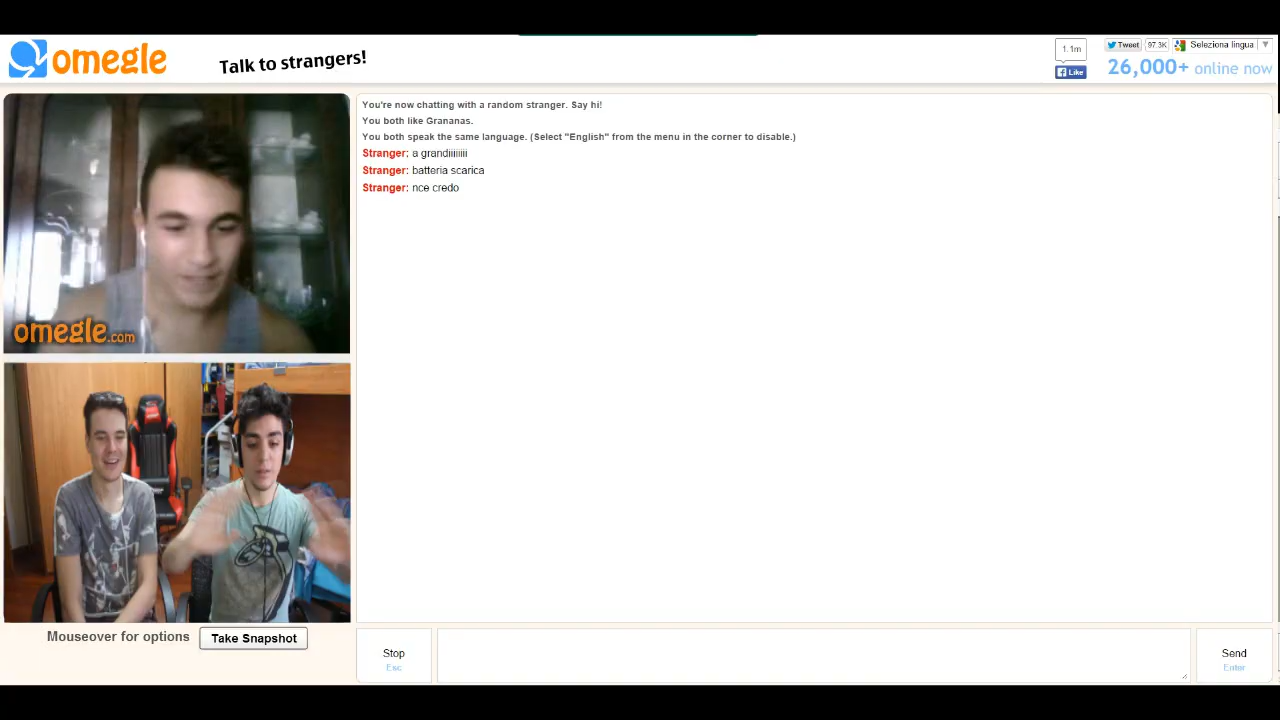 omegle
Talk to strangers!
1.1m
Like
Tweet
97.3K
Seleziona lingua
26,000+ online now
You're now chatting with a random stranger. Say hi!
You both like Grananas.
You both speak the same language. (Select "English" from the menu in the corner to disable.)
Stranger: a grandiiiiiiii
Stranger: batteria scarica
Stranger: nce credo
omegle.com
Mouseover for options
Take Snapshot
Stop
Esc
Send
Enter